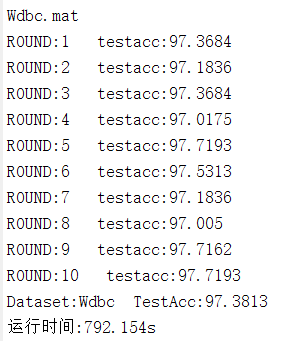 Wdbc.mat
ROUND:1   testacc:97.3684
ROUND:2   testacc:97.1836
ROUND:3   testacc:97.3684
ROUND:4   testacc:97.0175
ROUND:5   testacc:97.7193
ROUND:6   testacc:97.5313
ROUND:7   testacc:97.1836
ROUND:8   testacc:97.005
ROUND:9   testacc:97.7162
ROUND:10   testacc:97.7193
Dataset:Wdbc  TestAcc:97.3813
运行时间:792.154s